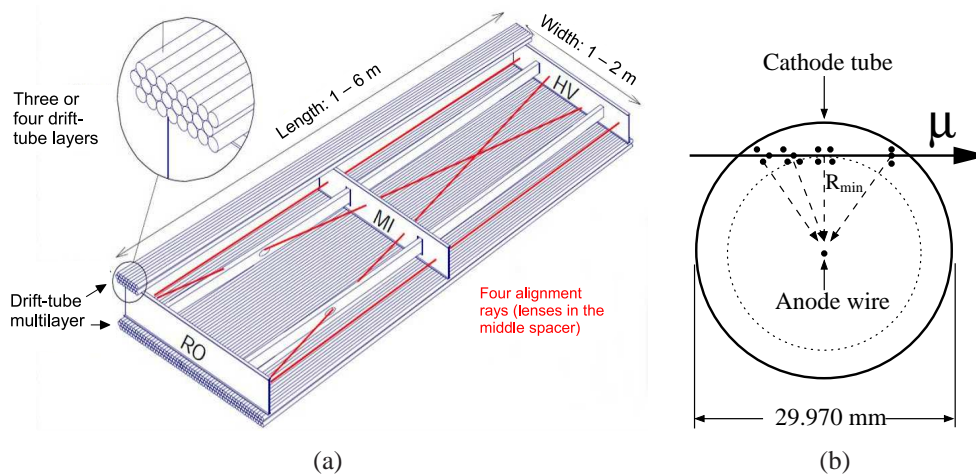 Three or
four drift-
tube layers
Length: 1 – 6 m
Width: 1 – 2 m
HV
MI
RO
Drift-tube
multilayer
Four alignment
rays (lenses in the
middle spacer)
(a)
Cathode tube
μ
R_min
Anode wire
29.970 mm
(b)